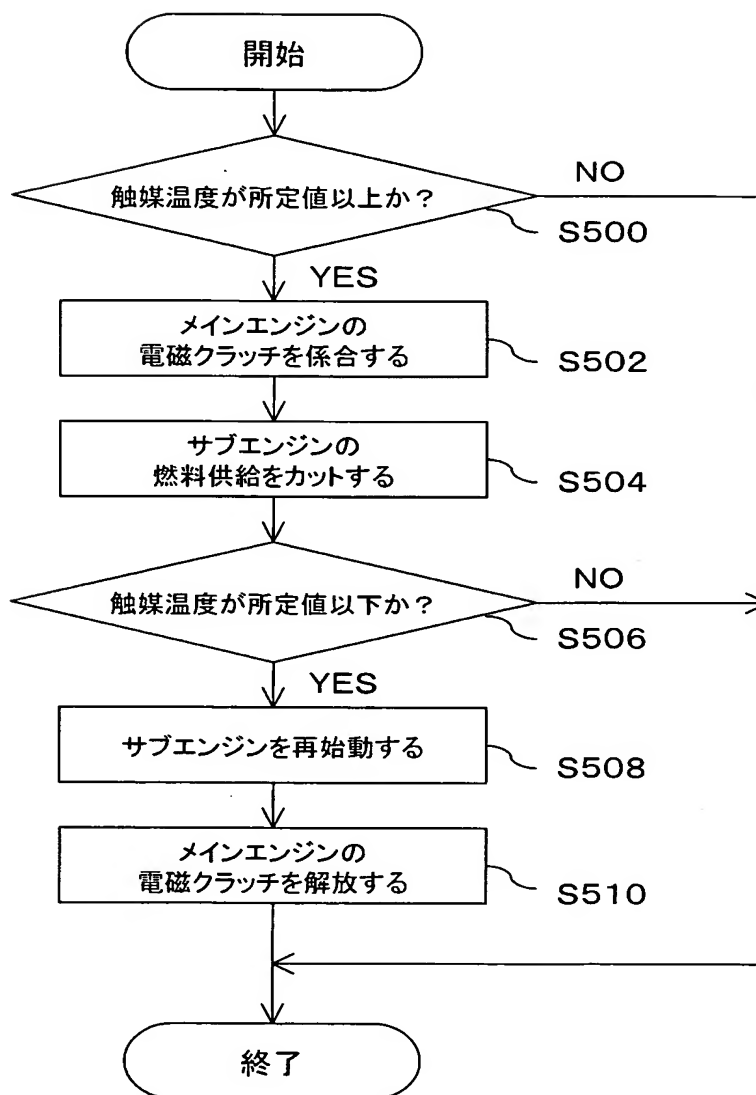 開始
触媒温度が所定値以上か？
NO
S500
YES
メインエンジンの
電磁クラッチを係合する
S502
サブエンジンの
燃料供給をカットする
S504
触媒温度が所定値以下か？
NO
S506
YES
サブエンジンを再始動する
S508
メインエンジンの
電磁クラッチを解放する
S510
終了